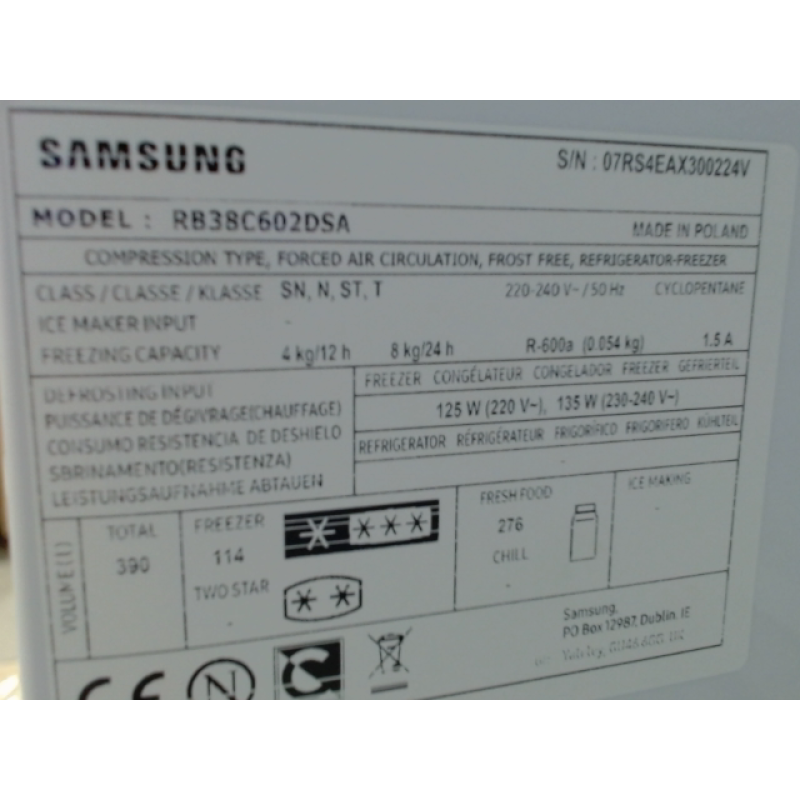 SAMSUNG
S/N : 07RS4EAX300224V
MODEL : RB38C602DSA
MADE IN POLAND
COMPRESSION TYPE, FORCED AIR CIRCULATION, FROST FREE, REFRIGERATOR-FREEZER
CLASS / CLASSE / KLASSE SN, N, ST, T 220-240 V~ / 50 Hz CYCLOPENTANE
ICE MAKER INPUT -
FREEZING CAPACITY 4 kg/12 h 8 kg/24 h R-600a (0.054 kg) 1.5 A
DEFROSTING INPUT
PUISSANCE DE DÉGIVRAGE(CHAUFFAGE)
CONSUMO RESISTENCIA DE DESHIELO
SBRINAMENTO(RESISTENZA)
LEISTUNGSAUFNAHME ABTAUEN
FREEZER CONGÉLATEUR CONGELADOR FREEZER GEFRIERTEIL
125 W (220 V~), 135 W (230-240 V~)
REFRIGERATOR RÉFRIGÉRATEUR FRIGORÍFICO FRIGORIFERO KÜHLTEIL
-
VOLUME ( l )
TOTAL
390
FREEZER
114
TWO STAR
-
FRESH FOOD
276
CHILL
-
ICE MAKING
-
Samsung,
PO Box 12987, Dublin. IE
CE
N